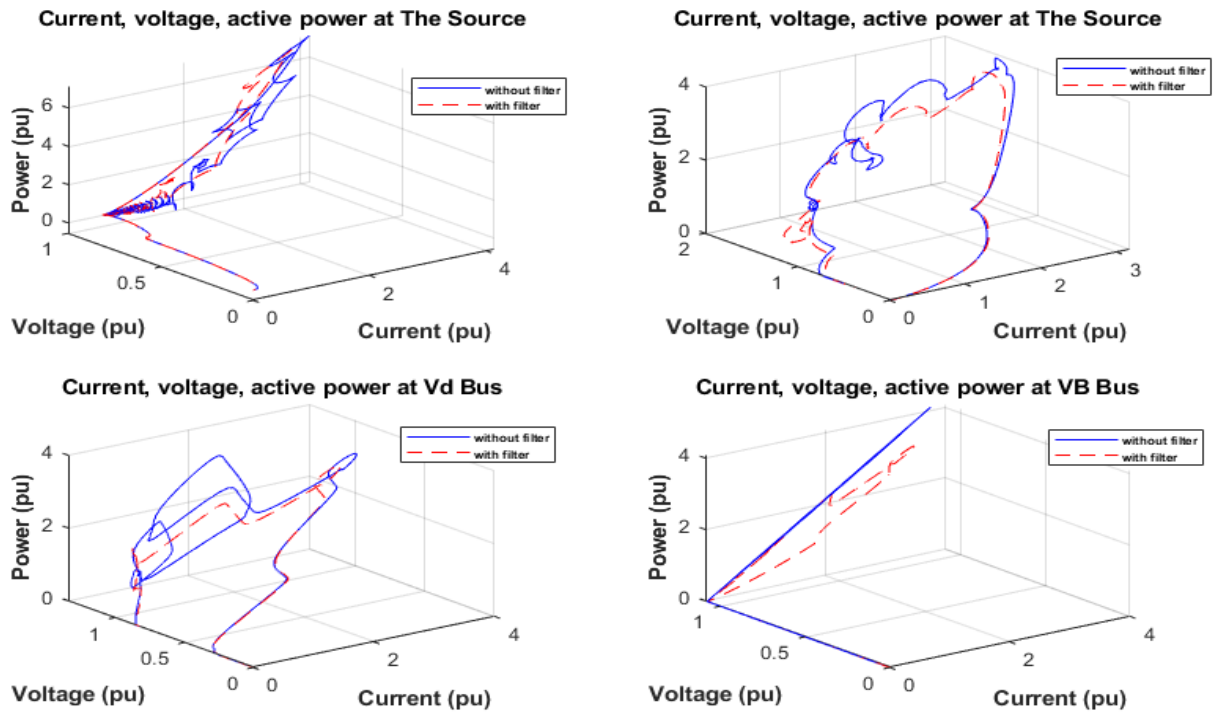 Current, voltage, active power at The Source
without filter
with filter
6
4
2
0
Power (pu)
1
0.5
0
Voltage (pu)
0
2
4
Current (pu)
Current, voltage, active power at The Source
without filter
with filter
4
2
0
Power (pu)
2
1
0
Voltage (pu)
0
1
2
3
Current (pu)
Current, voltage, active power at Vd Bus
without filter
with filter
4
2
0
Power (pu)
1
0.5
0
Voltage (pu)
0
2
4
Current (pu)
Current, voltage, active power at VB Bus
without filter
with filter
4
2
0
Power (pu)
1
0.5
0
Voltage (pu)
0
2
4
Current (pu)